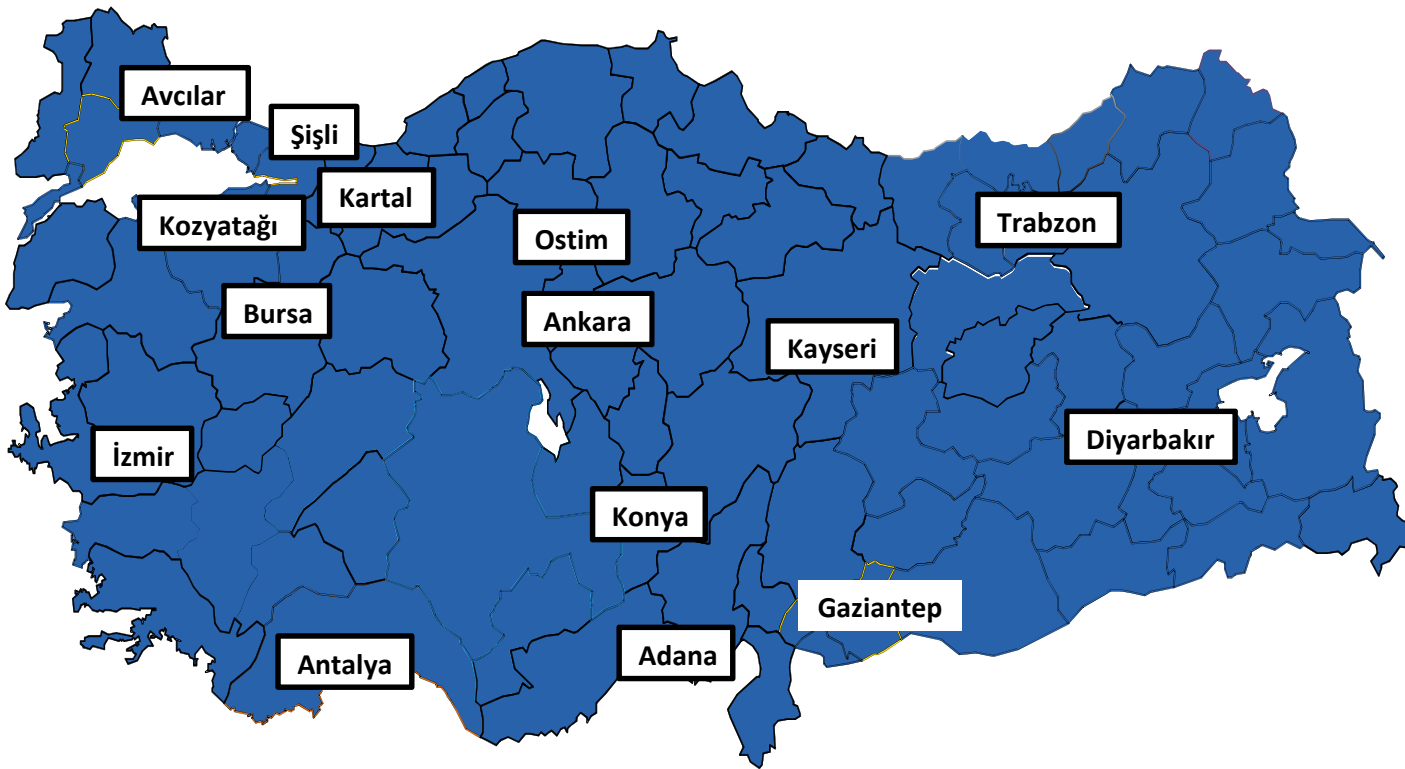 Avcılar
Şişli
Kartal
Kozyatağı
Ostim
Trabzon
Bursa
Ankara
Kayseri
İzmir
Diyarbakır
Konya
Gaziantep
Antalya
Adana